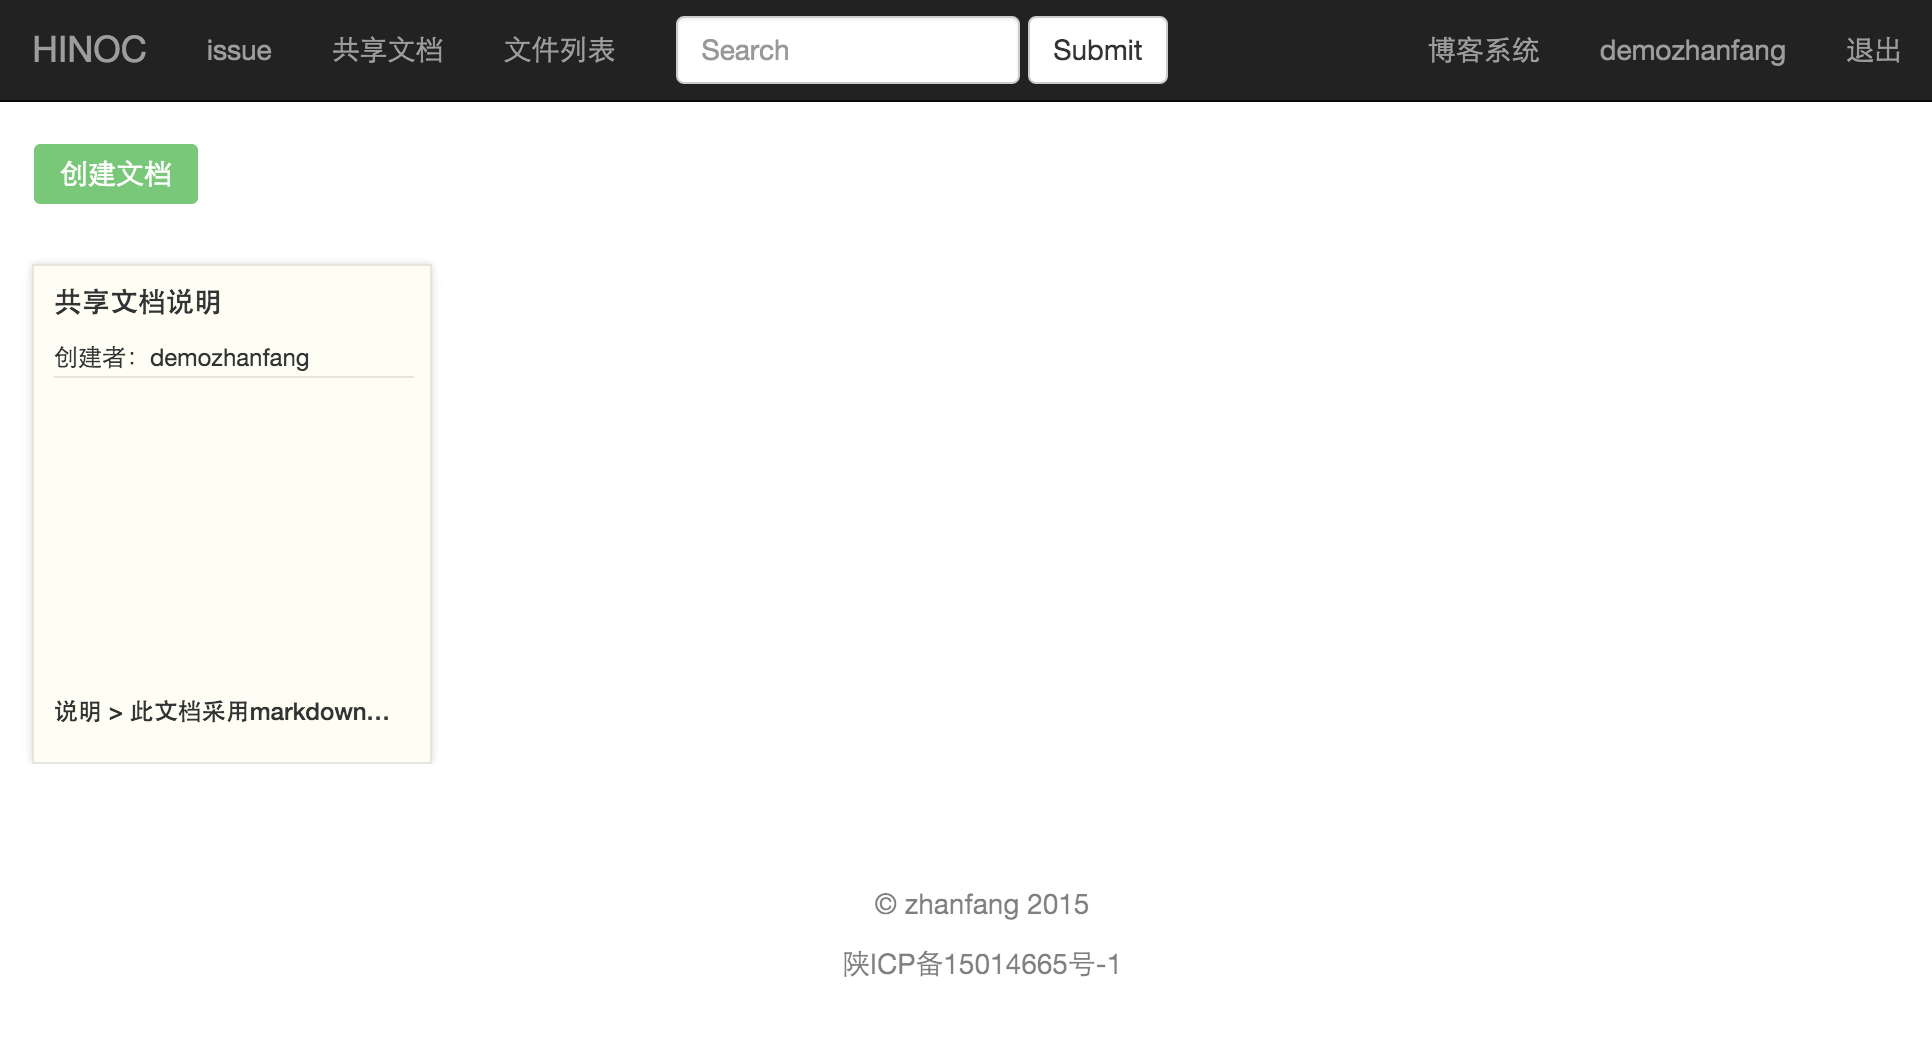 HINOC issue 共享文档 文件列表 Search Submit 博客系统 demozhanfang 退出
创建文档
共享文档说明
创建者：demozhanfang
说明 > 此文档采用markdown...
© zhanfang 2015
陕ICP备15014665号-1